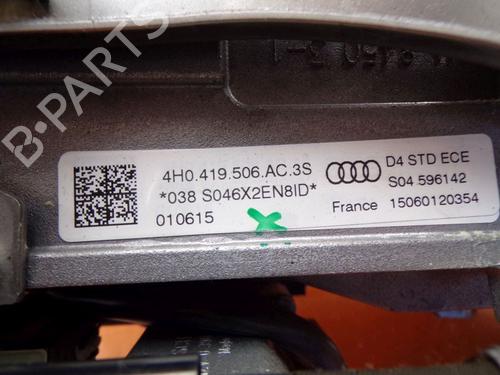 4H0.419.506.AC.3S
*038 S046X2EN8ID*
010615
D4 STD ECE
S04 596142
France 15060120354
B-PARTS